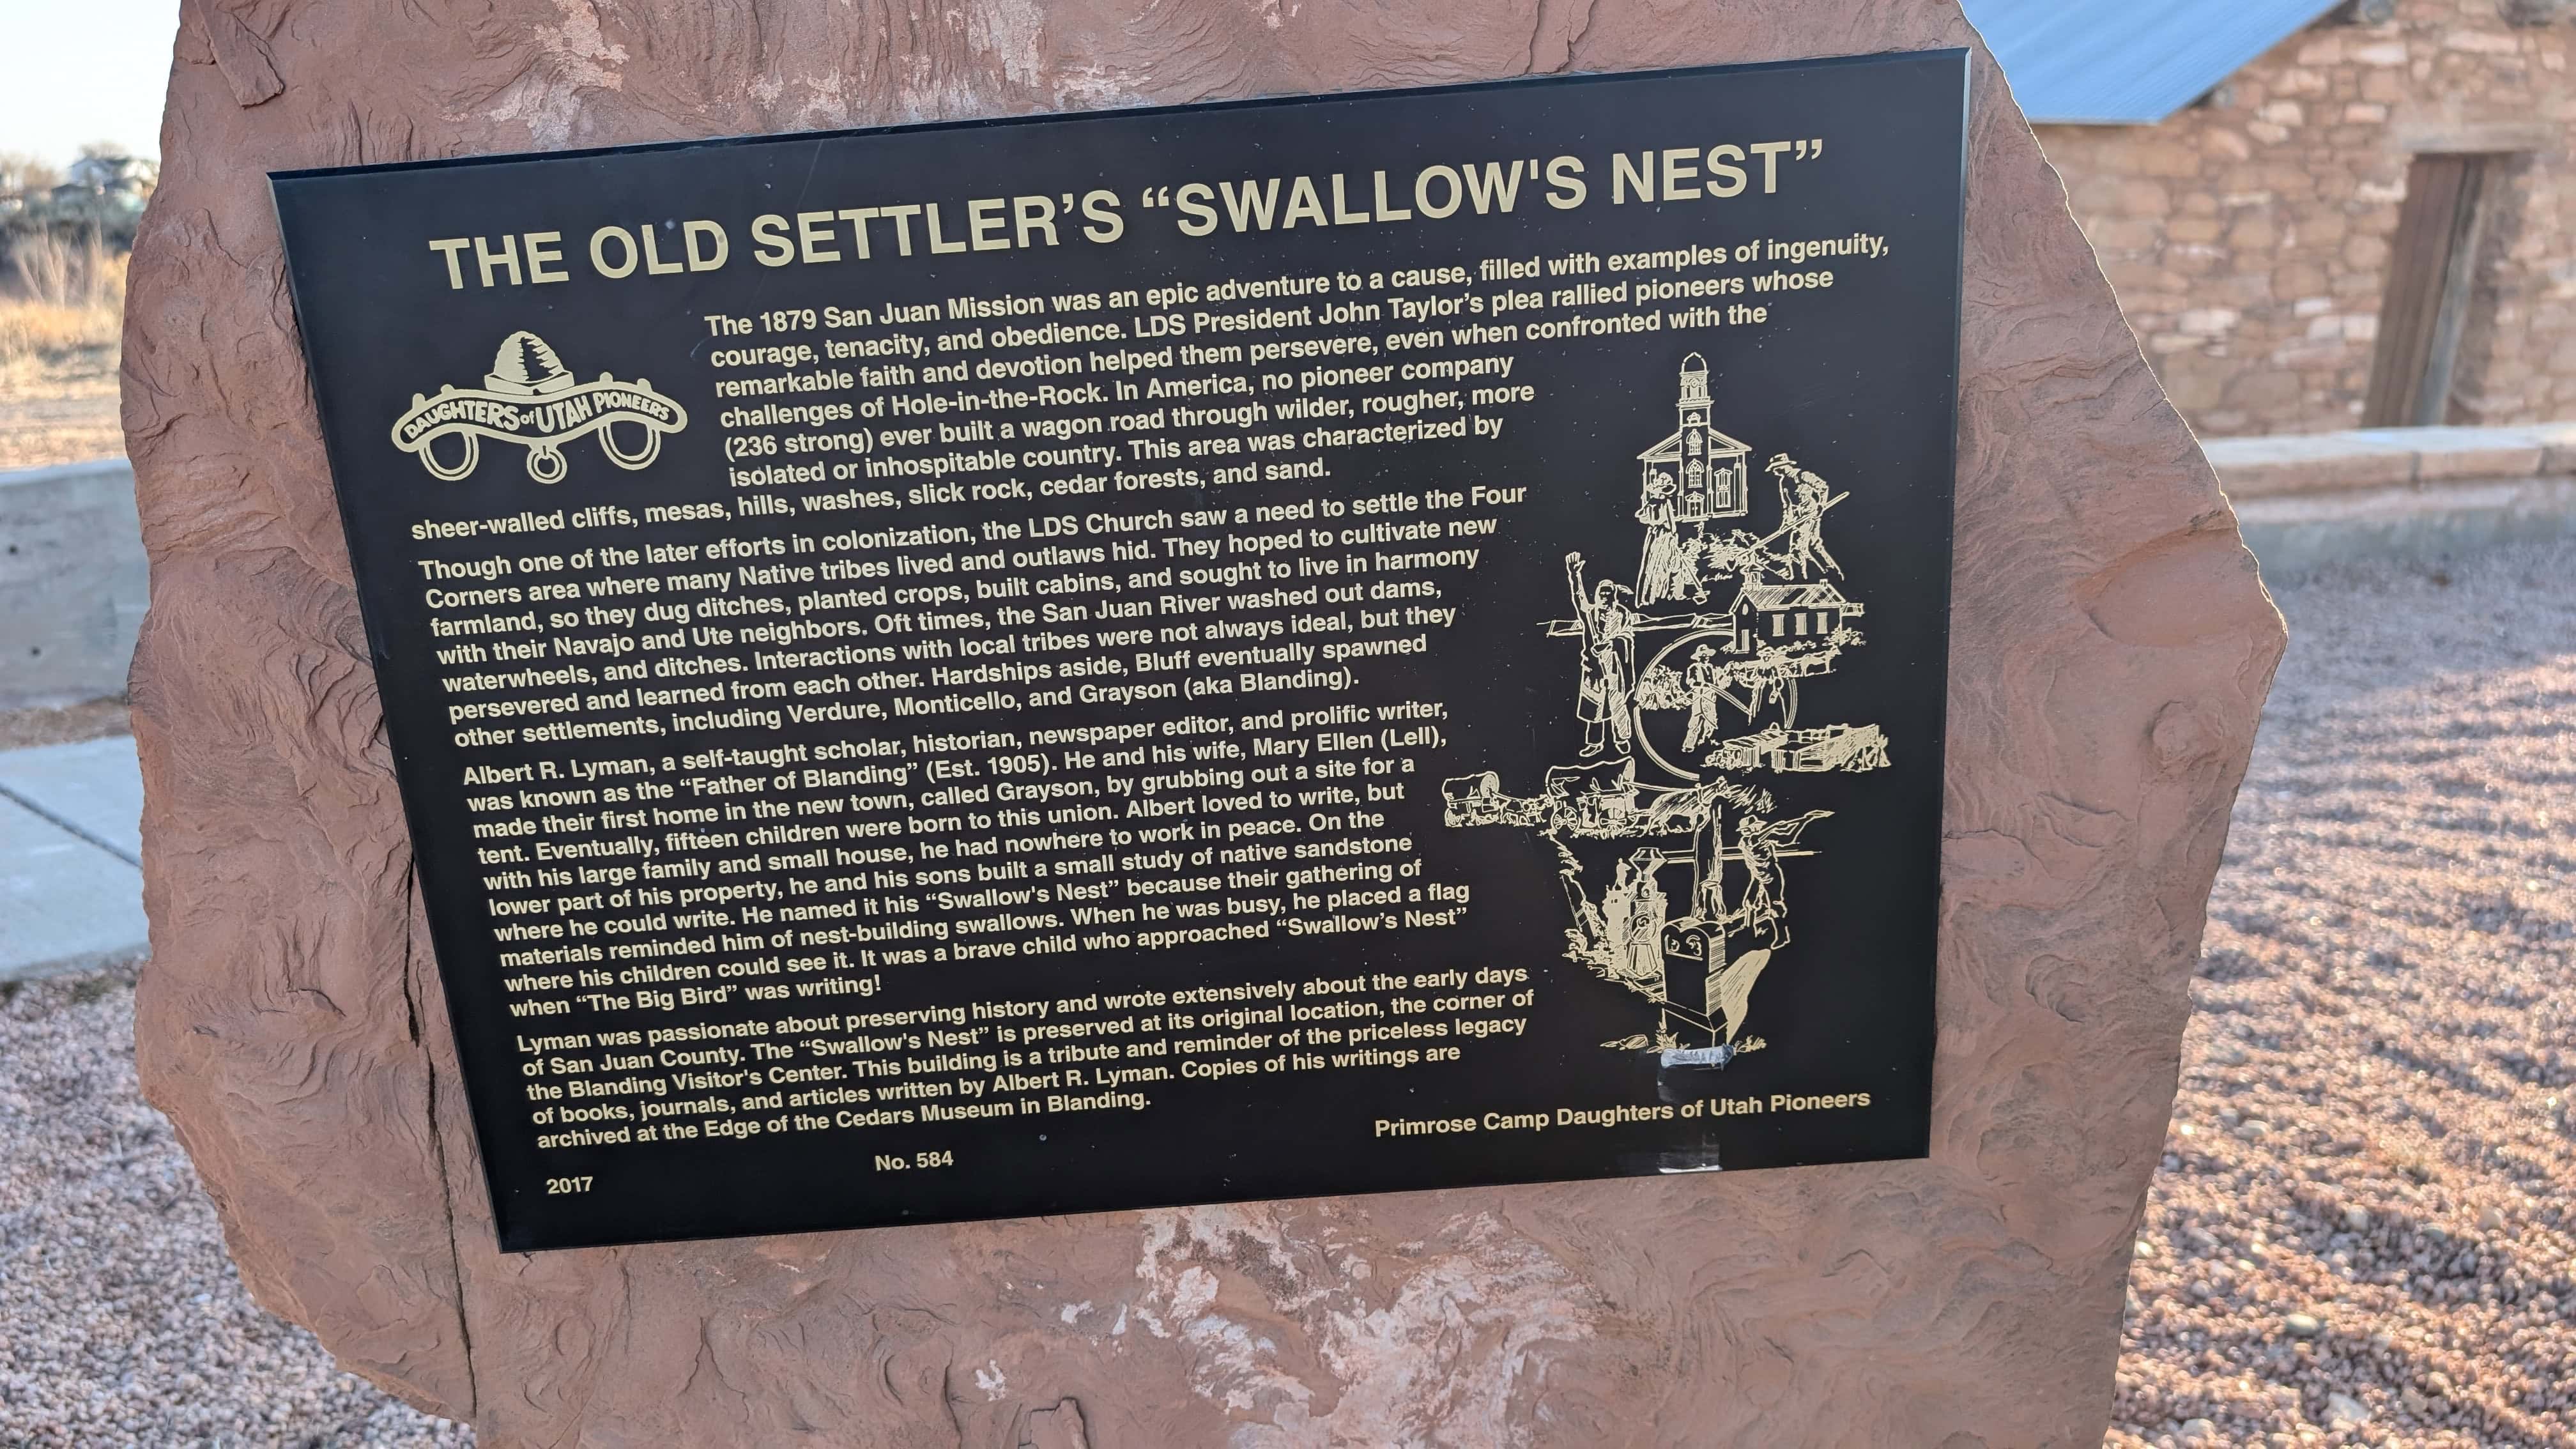 THE OLD SETTLER’S “SWALLOW'S NEST”
DAUGHTERS of UTAH PIONEERS
The 1879 San Juan Mission was an epic adventure to a cause, filled with examples of ingenuity,
courage, tenacity, and obedience. LDS President John Taylor’s plea rallied pioneers whose
remarkable faith and devotion helped them persevere, even when confronted with the
challenges of Hole-in-the-Rock. In America, no pioneer company
(236 strong) ever built a wagon road through wilder, rougher, more
isolated or inhospitable country. This area was characterized by
sheer-walled cliffs, mesas, hills, washes, slick rock, cedar forests, and sand.
Though one of the later efforts in colonization, the LDS Church saw a need to settle the Four
Corners area where many Native tribes lived and outlaws hid. They hoped to cultivate new
farmland, so they dug ditches, planted crops, built cabins, and sought to live in harmony
with their Navajo and Ute neighbors. Oft times, the San Juan River washed out dams,
waterwheels, and ditches. Interactions with local tribes were not always ideal, but they
persevered and learned from each other. Hardships aside, Bluff eventually spawned
other settlements, including Verdure, Monticello, and Grayson (aka Blanding).
Albert R. Lyman, a self-taught scholar, historian, newspaper editor, and prolific writer,
was known as the “Father of Blanding” (Est. 1905). He and his wife, Mary Ellen (Lell),
made their first home in the new town, called Grayson, by grubbing out a site for a
tent. Eventually, fifteen children were born to this union. Albert loved to write, but
with his large family and small house, he had nowhere to work in peace. On the
lower part of his property, he and his sons built a small study of native sandstone
where he could write. He named it his “Swallow's Nest” because their gathering of
materials reminded him of nest-building swallows. When he was busy, he placed a flag
where his children could see it. It was a brave child who approached “Swallow’s Nest”
when “The Big Bird” was writing!
Lyman was passionate about preserving history and wrote extensively about the early days
of San Juan County. The “Swallow's Nest” is preserved at its original location, the corner of
the Blanding Visitor's Center. This building is a tribute and reminder of the priceless legacy
of books, journals, and articles written by Albert R. Lyman. Copies of his writings are
archived at the Edge of the Cedars Museum in Blanding.
Primrose Camp Daughters of Utah Pioneers
2017 No. 584